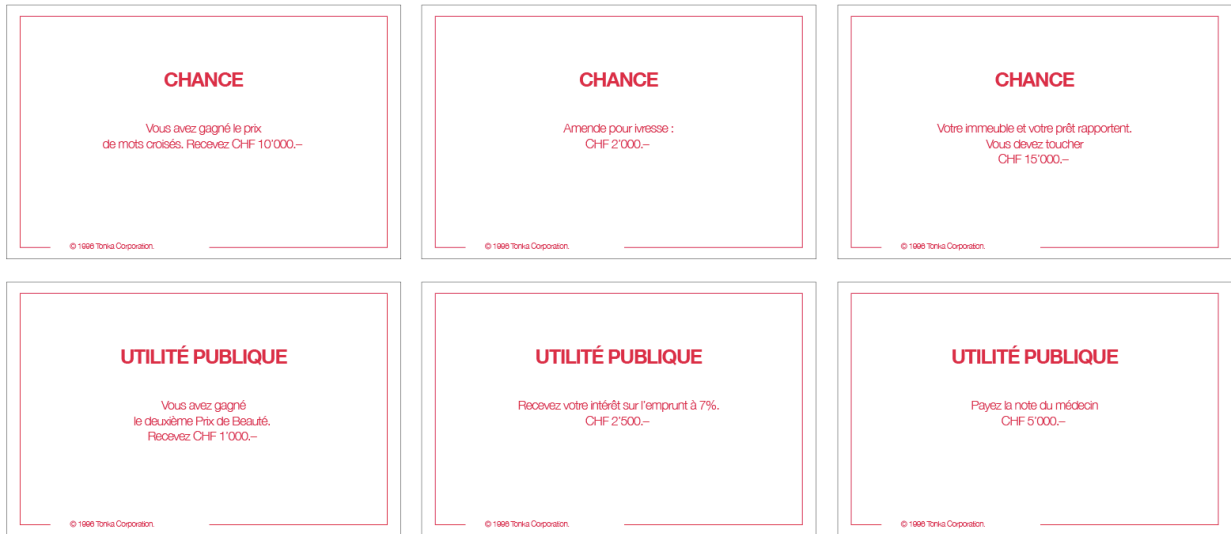 CHANCE
Vous avez gagné le prix
de mots croisés. Recevez CHF 10'000.–
© 1996 Tonka Corporation.
CHANCE
Amende pour ivresse :
CHF 2'000.–
© 1996 Tonka Corporation.
CHANCE
Votre immeuble et votre prêt rapportent.
Vous devez toucher
CHF 15'000.–
© 1996 Tonka Corporation.
UTILITÉ PUBLIQUE
Vous avez gagné
le deuxième Prix de Beauté.
Recevez CHF 1'000.–
© 1996 Tonka Corporation.
UTILITÉ PUBLIQUE
Recevez votre intérêt sur l'emprunt à 7%.
CHF 2'500.–
© 1996 Tonka Corporation.
UTILITÉ PUBLIQUE
Payez la note du médecin
CHF 5'000.–
© 1996 Tonka Corporation.